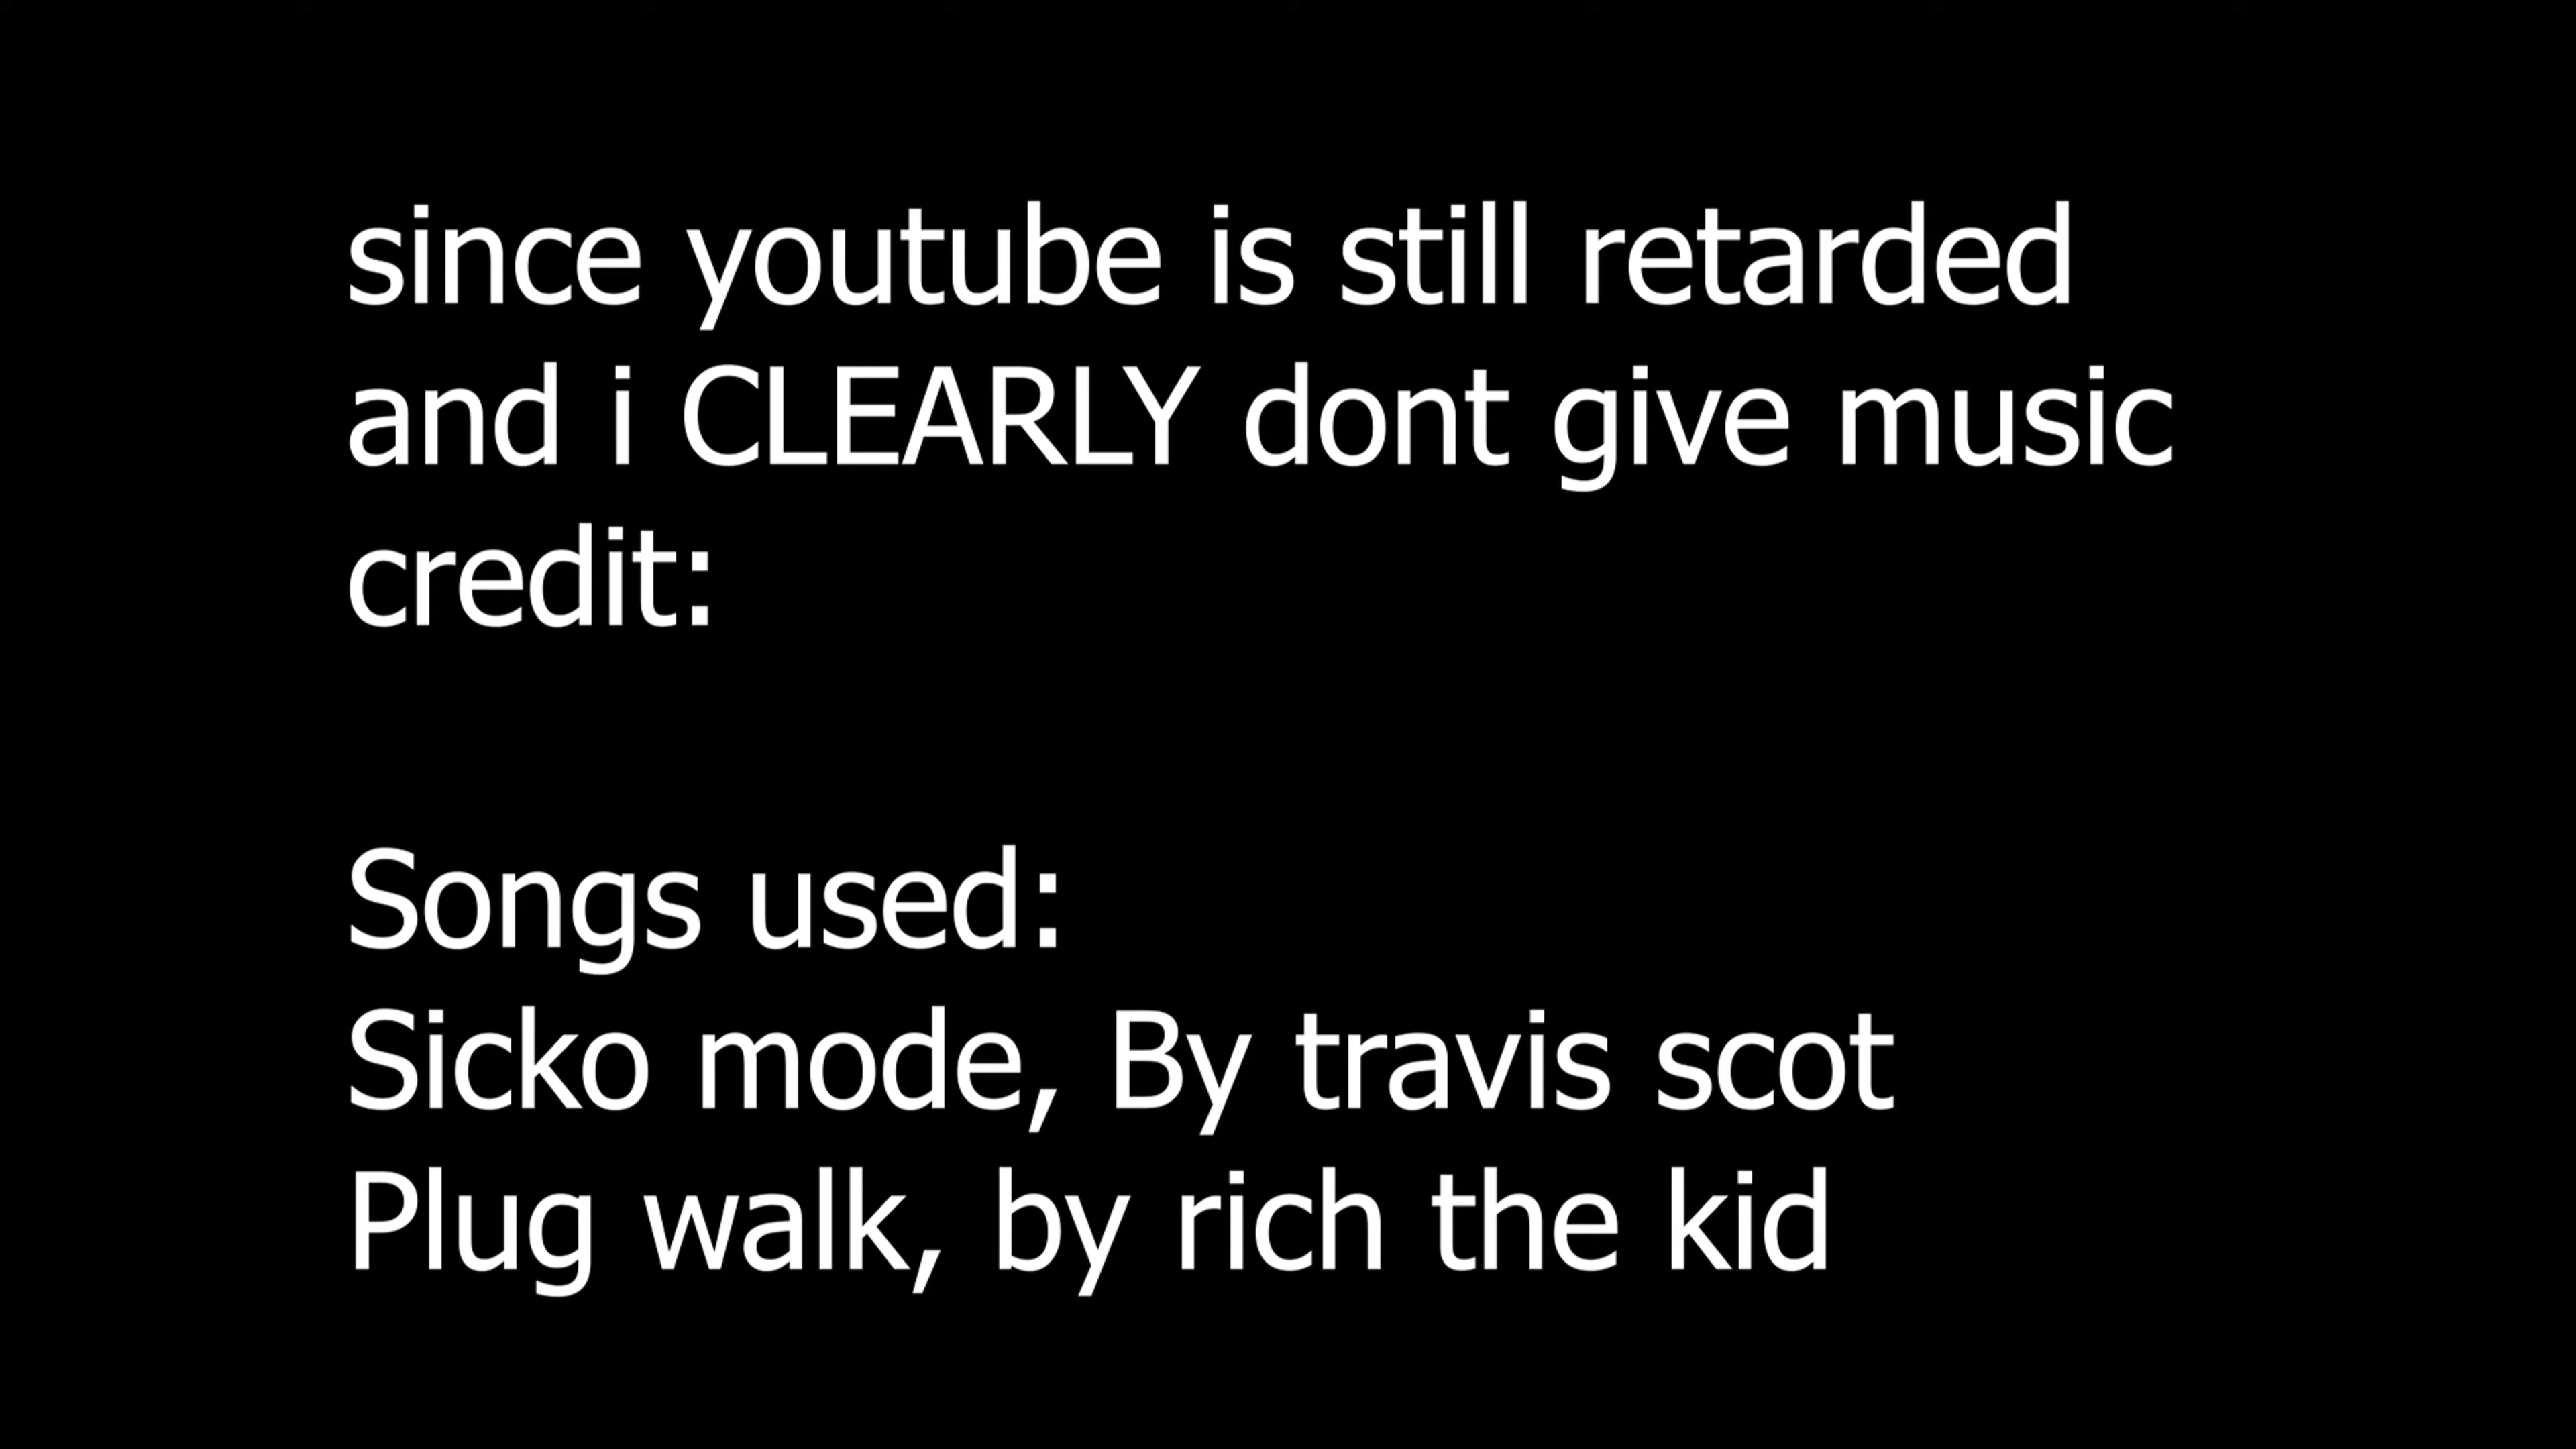 since youtube is still retarded
and i CLEARLY dont give music
credit:
Songs used:
Sicko mode, By travis scot
Plug walk, by rich the kid